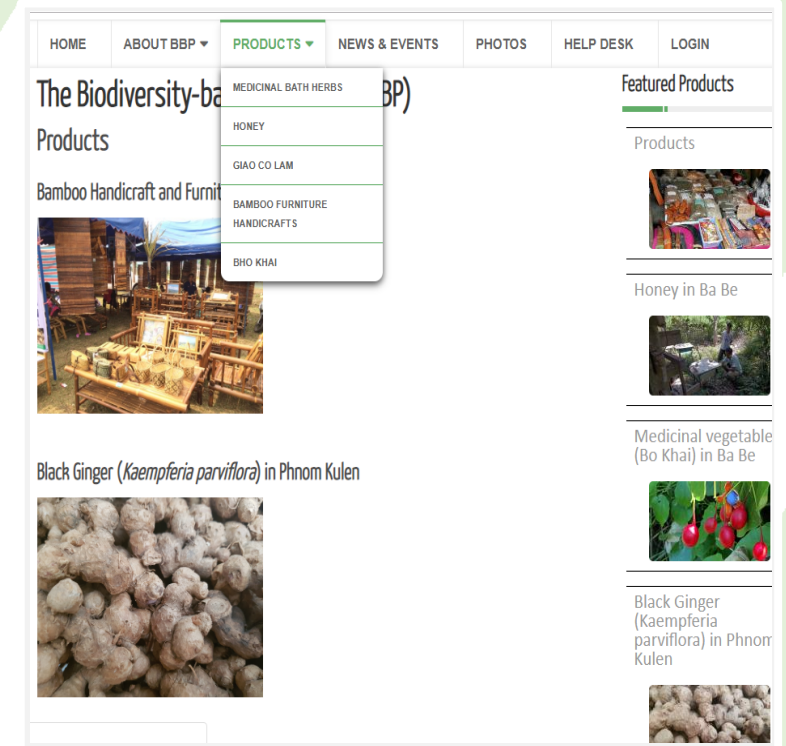 HOME ABOUT BBP PRODUCTS NEWS & EVENTS PHOTOS HELP DESK LOGIN
MEDICINAL BATH HERBS
HONEY
GIAO CO LAM
BAMBOO FURNITURE
HANDICRAFTS
BHO KHAI
The Biodiversity-ba BP)
Products
Bamboo Handicraft and Furnit
Black Ginger (Kaempferia parviflora) in Phnom Kulen
Featured Products
Products
Honey in Ba Be
Medicinal vegetable
(Bo Khai) in Ba Be
Black Ginger
(Kaempferia
parviflora) in Phnom
Kulen